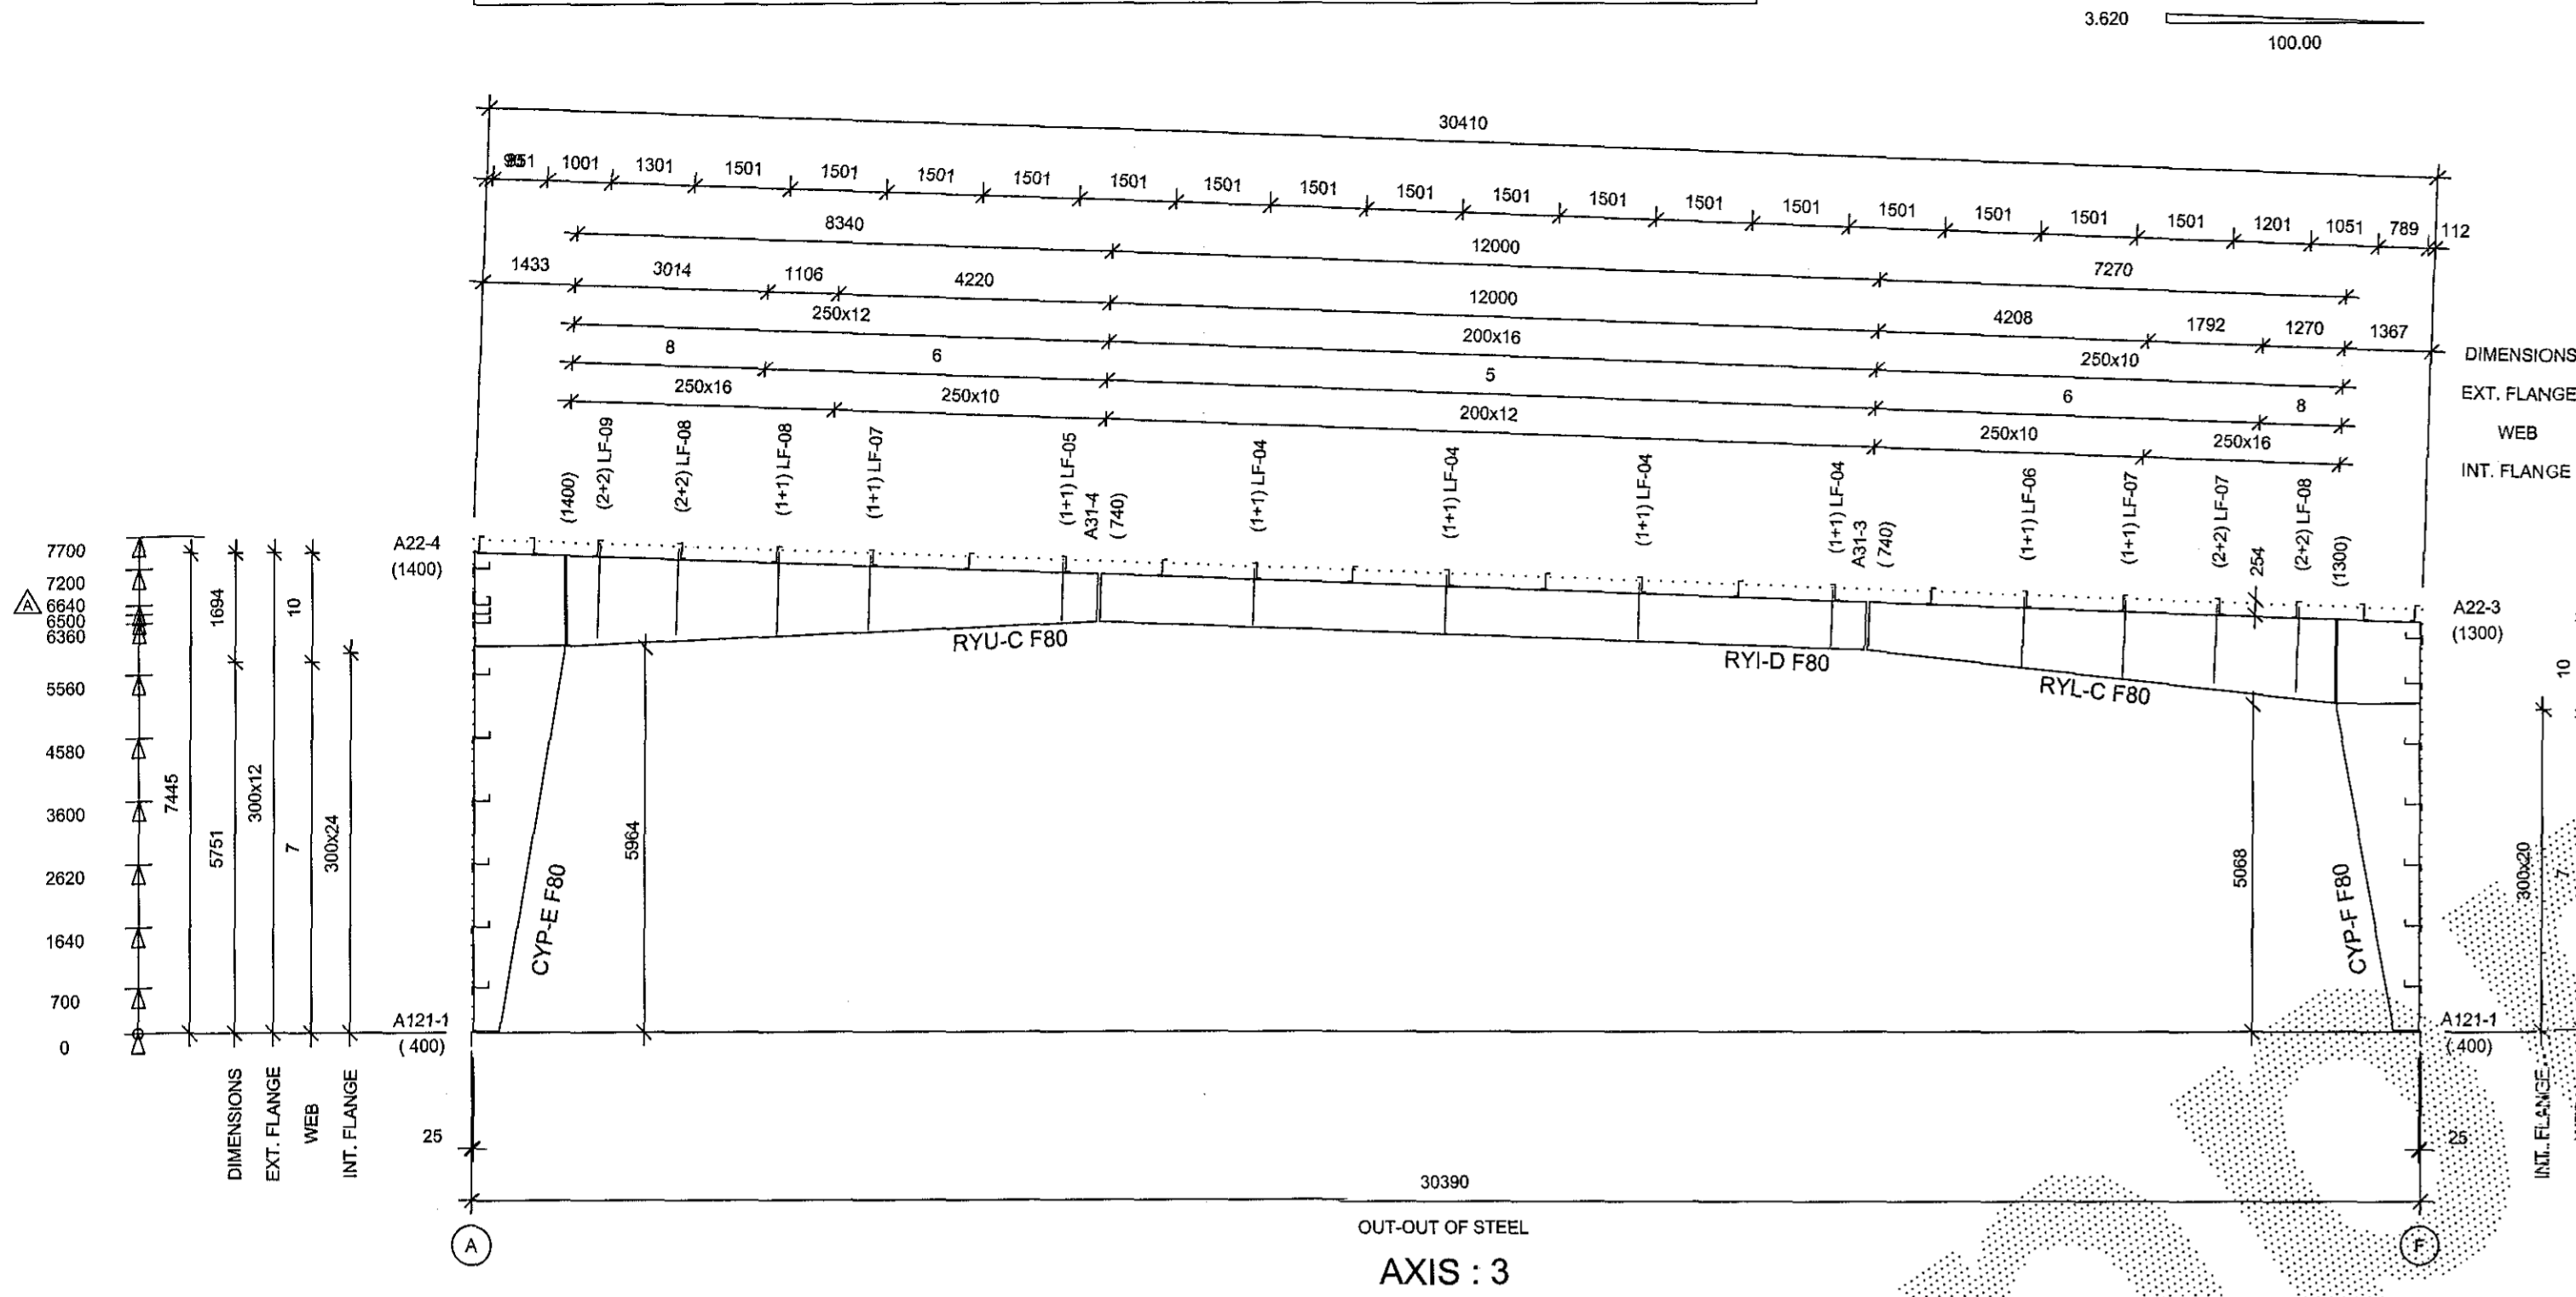 3.620
100.00
30410
951 1001 1301 1501 1501 1501 1501 1501 1501 1501 1501 1501 1501 1501 1501 1501 1501 1501 1501 1201 1051 789 112
8340 12000 7270
1433 3014 1106 4220 12000 4208 1792 1270 1367 DIMENSIONS
250x12 200x16 250x10 EXT. FLANGE
8 6 5 6 8 WEB
250x16 250x10 200x12 250x10 250x16 INT. FLANGE
(1400)
(2+2) LF-09
(2+2) LF-08
(1+1) LF-08
(1+1) LF-07
(1+1) LF-05
A31-4
( 740)
(1+1) LF-04
(1+1) LF-04
(1+1) LF-04
(1+1) LF-04
A31-3
( 740)
(1+1) LF-06
(1+1) LF-07
(2+2) LF-07
254
(2+2) LF-08
(1300)
A22-4
(1400)
A22-3
(1300)
7700
7200
A
6640
6500
6360
5560
4580
3600
2620
1640
700
0
7445
1694
5751
300x12
10
7
300x24
DIMENSIONS
EXT. FLANGE
WEB
INT. FLANGE
RYU-C F80
RYI-D F80
RYL-C F80
CYP-E F80
5964
5068
CYP-F F80
10
300x20
7
INT. FLANGE
A121-1
( 400)
A121-1
( 400)
25
25
30390
OUT-OUT OF STEEL
A
F
AXIS : 3